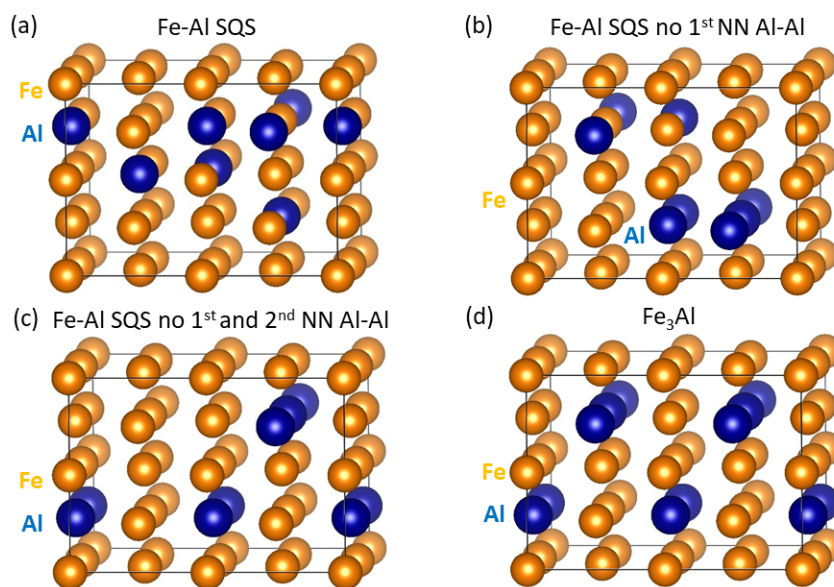 (a) Fe-Al SQS
Fe
Al
(b) Fe-Al SQS no 1st NN Al-Al
Fe
Al
(c) Fe-Al SQS no 1st and 2nd NN Al-Al
Fe
Al
(d) Fe₃Al
Fe
Al